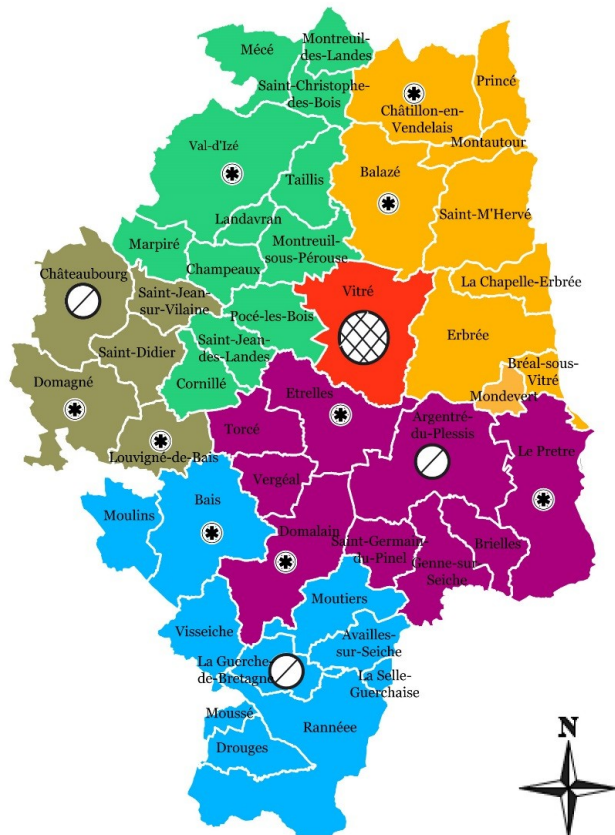 Mécé
Montreuil-
des-Landes
Saint-Christophe-
des-Bois
Princé
Châtillon-en-
Vendelais
Montautour
Val-d'Izé
Taillis
Balazé
Saint-M'Hervé
Landavran
Marpiré
Montreuil-
sous-Pérouse
Champeaux
Châteaubourg
Saint-Jean-
sur-Vilaine
Vitré
La Chapelle-Erbrée
Pocé-les-Bois
Erbrée
Saint-Didier
Saint-Jean-
des-Landes
Bréal-sous-
Vitré
Domagné
Cornillé
Mondevert
Etrelles
Argentré-
du-Plessis
Torcé
Louvigné-de-Bais
Le Pretre
Vergéal
Moulins
Bais
Domalain
Saint-Germain-
du-Pinel
Brielles
Genne-sur-
Seiche
Moutiers
Visseiche
Availles-
sur-Seiche
La Guerche-
de-Bretagne
La Selle-
Guerchaise
Moussé
Rannéee
Drouges
N